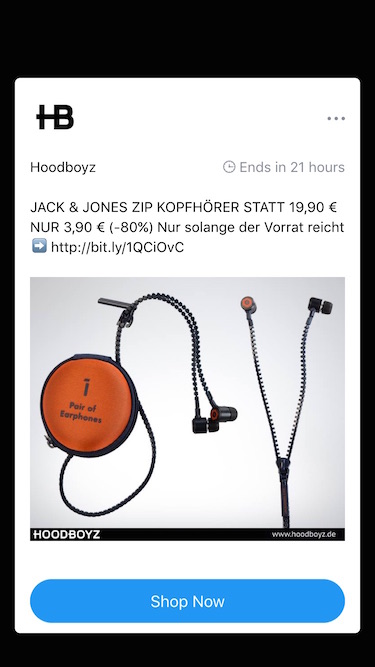 HB
Hoodboyz
Ends in 21 hours
JACK & JONES ZIP KOPFHÖRER STATT 19,90 €
NUR 3,90 € (-80%) Nur solange der Vorrat reicht
➡️ http://bit.ly/1QCiOvC
i
Pair of
Earphones
HOODBOYZ
www.hoodboyz.de
Shop Now